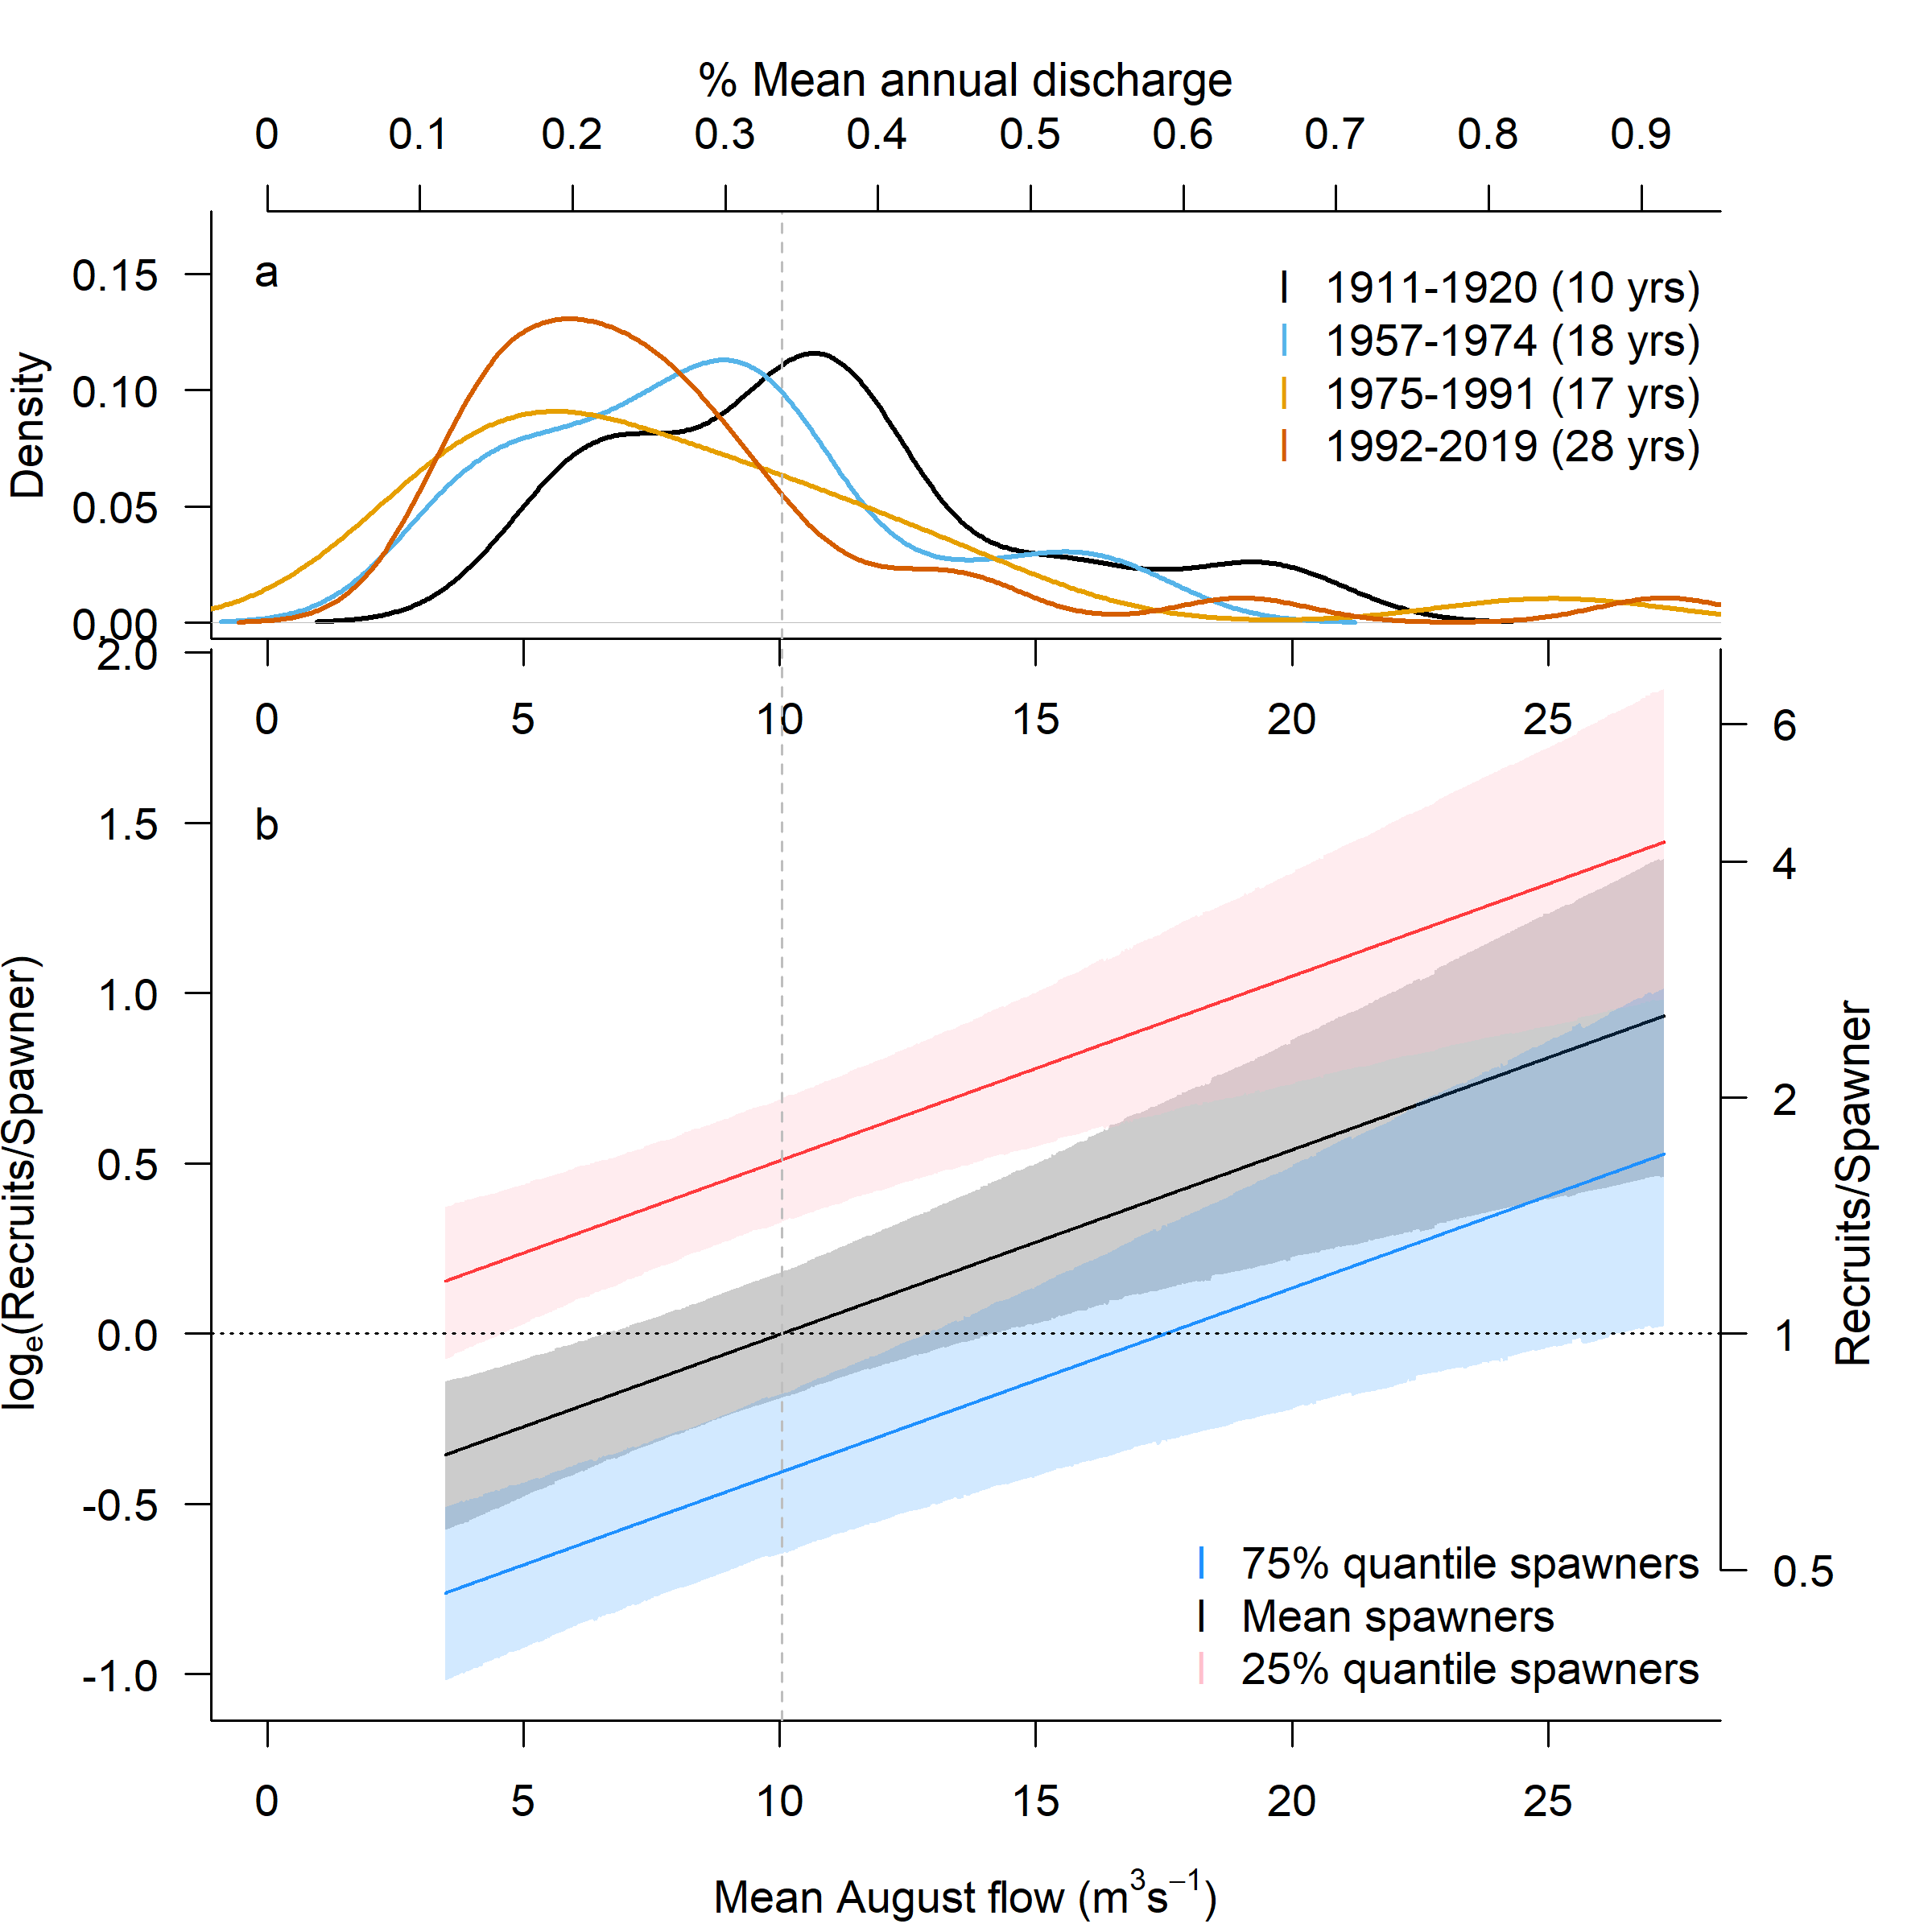 % Mean annual discharge
0 0.1 0.2 0.3 0.4 0.5 0.6 0.7 0.8 0.9
a
Density
0.15
0.10
0.05
0.00
1911-1920 (10 yrs)
1957-1974 (18 yrs)
1975-1991 (17 yrs)
1992-2019 (28 yrs)
0 5 10 15 20 25
b
logₑ(Recruits/Spawner)
2.0
1.5
1.0
0.5
0.0
-0.5
-1.0
6
4
2
1
0.5
Recruits/Spawner
75% quantile spawners
Mean spawners
25% quantile spawners
0 5 10 15 20 25
Mean August flow (m³s⁻¹)